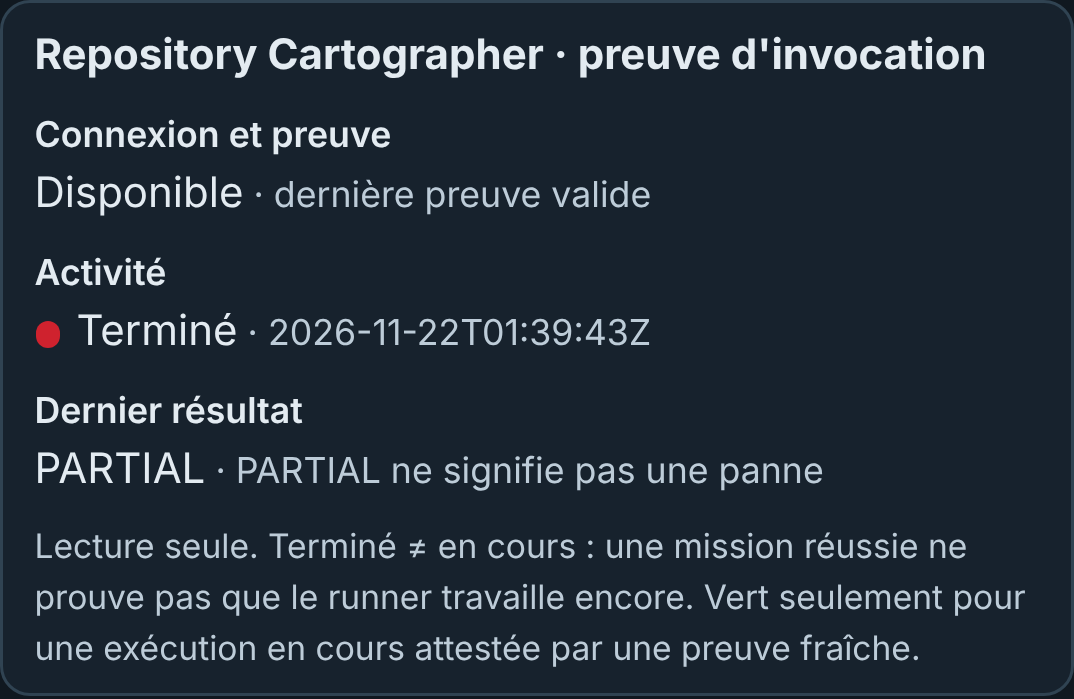 Repository Cartographer · preuve d'invocation
Connexion et preuve
Disponible · dernière preuve valide
Activité
Terminé · 2026-11-22T01:39:43Z
Dernier résultat
PARTIAL · PARTIAL ne signifie pas une panne
Lecture seule. Terminé ≠ en cours : une mission réussie ne
prouve pas que le runner travaille encore. Vert seulement pour
une exécution en cours attestée par une preuve fraîche.